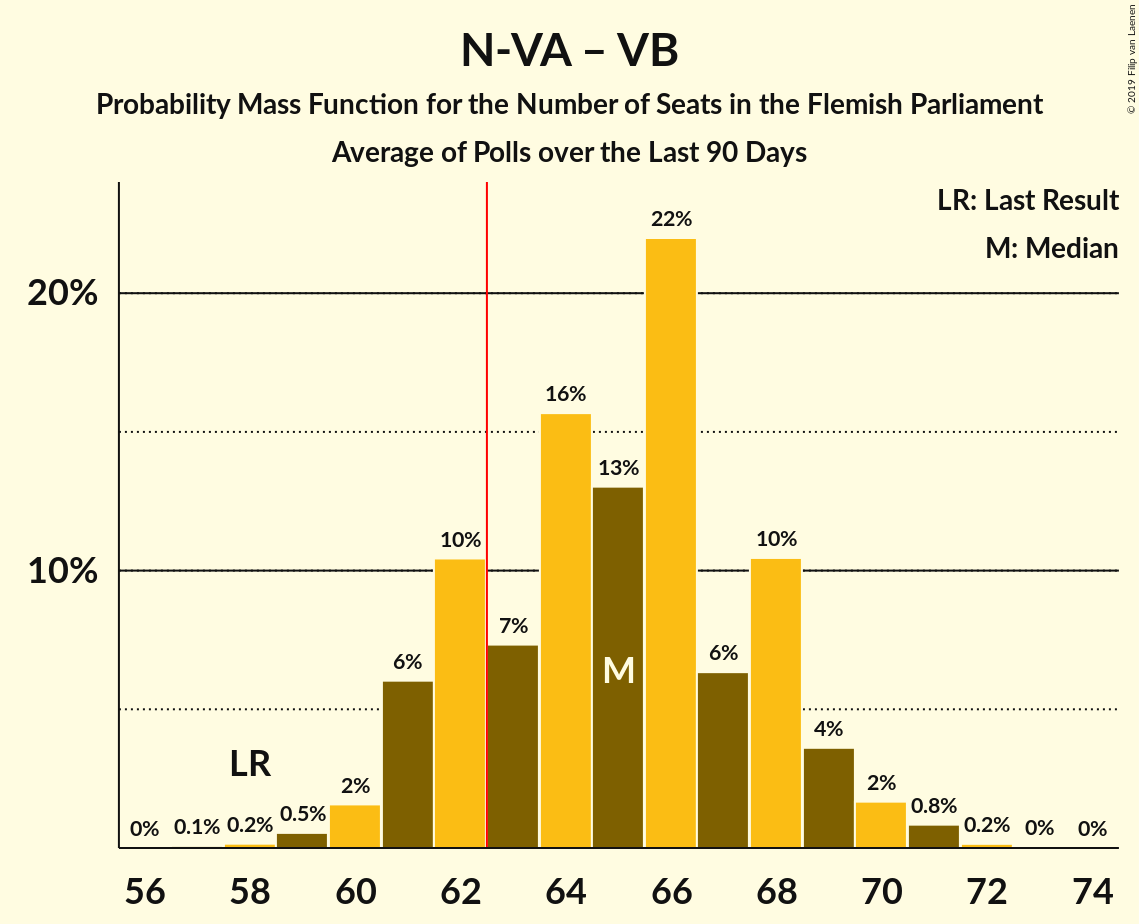 N-VA – VB
Probability Mass Function for the Number of Seats in the Flemish Parliament
Average of Polls over the Last 90 Days
© 2019 Filip van Laenen
LR: Last Result
M: Median
20%
10%
0%
0.1%
0.2%
0.5%
2%
6%
10%
7%
16%
13%
22%
6%
10%
4%
2%
0.8%
0.2%
0%
0%
LR
M
56 58 60 62 64 66 68 70 72 74